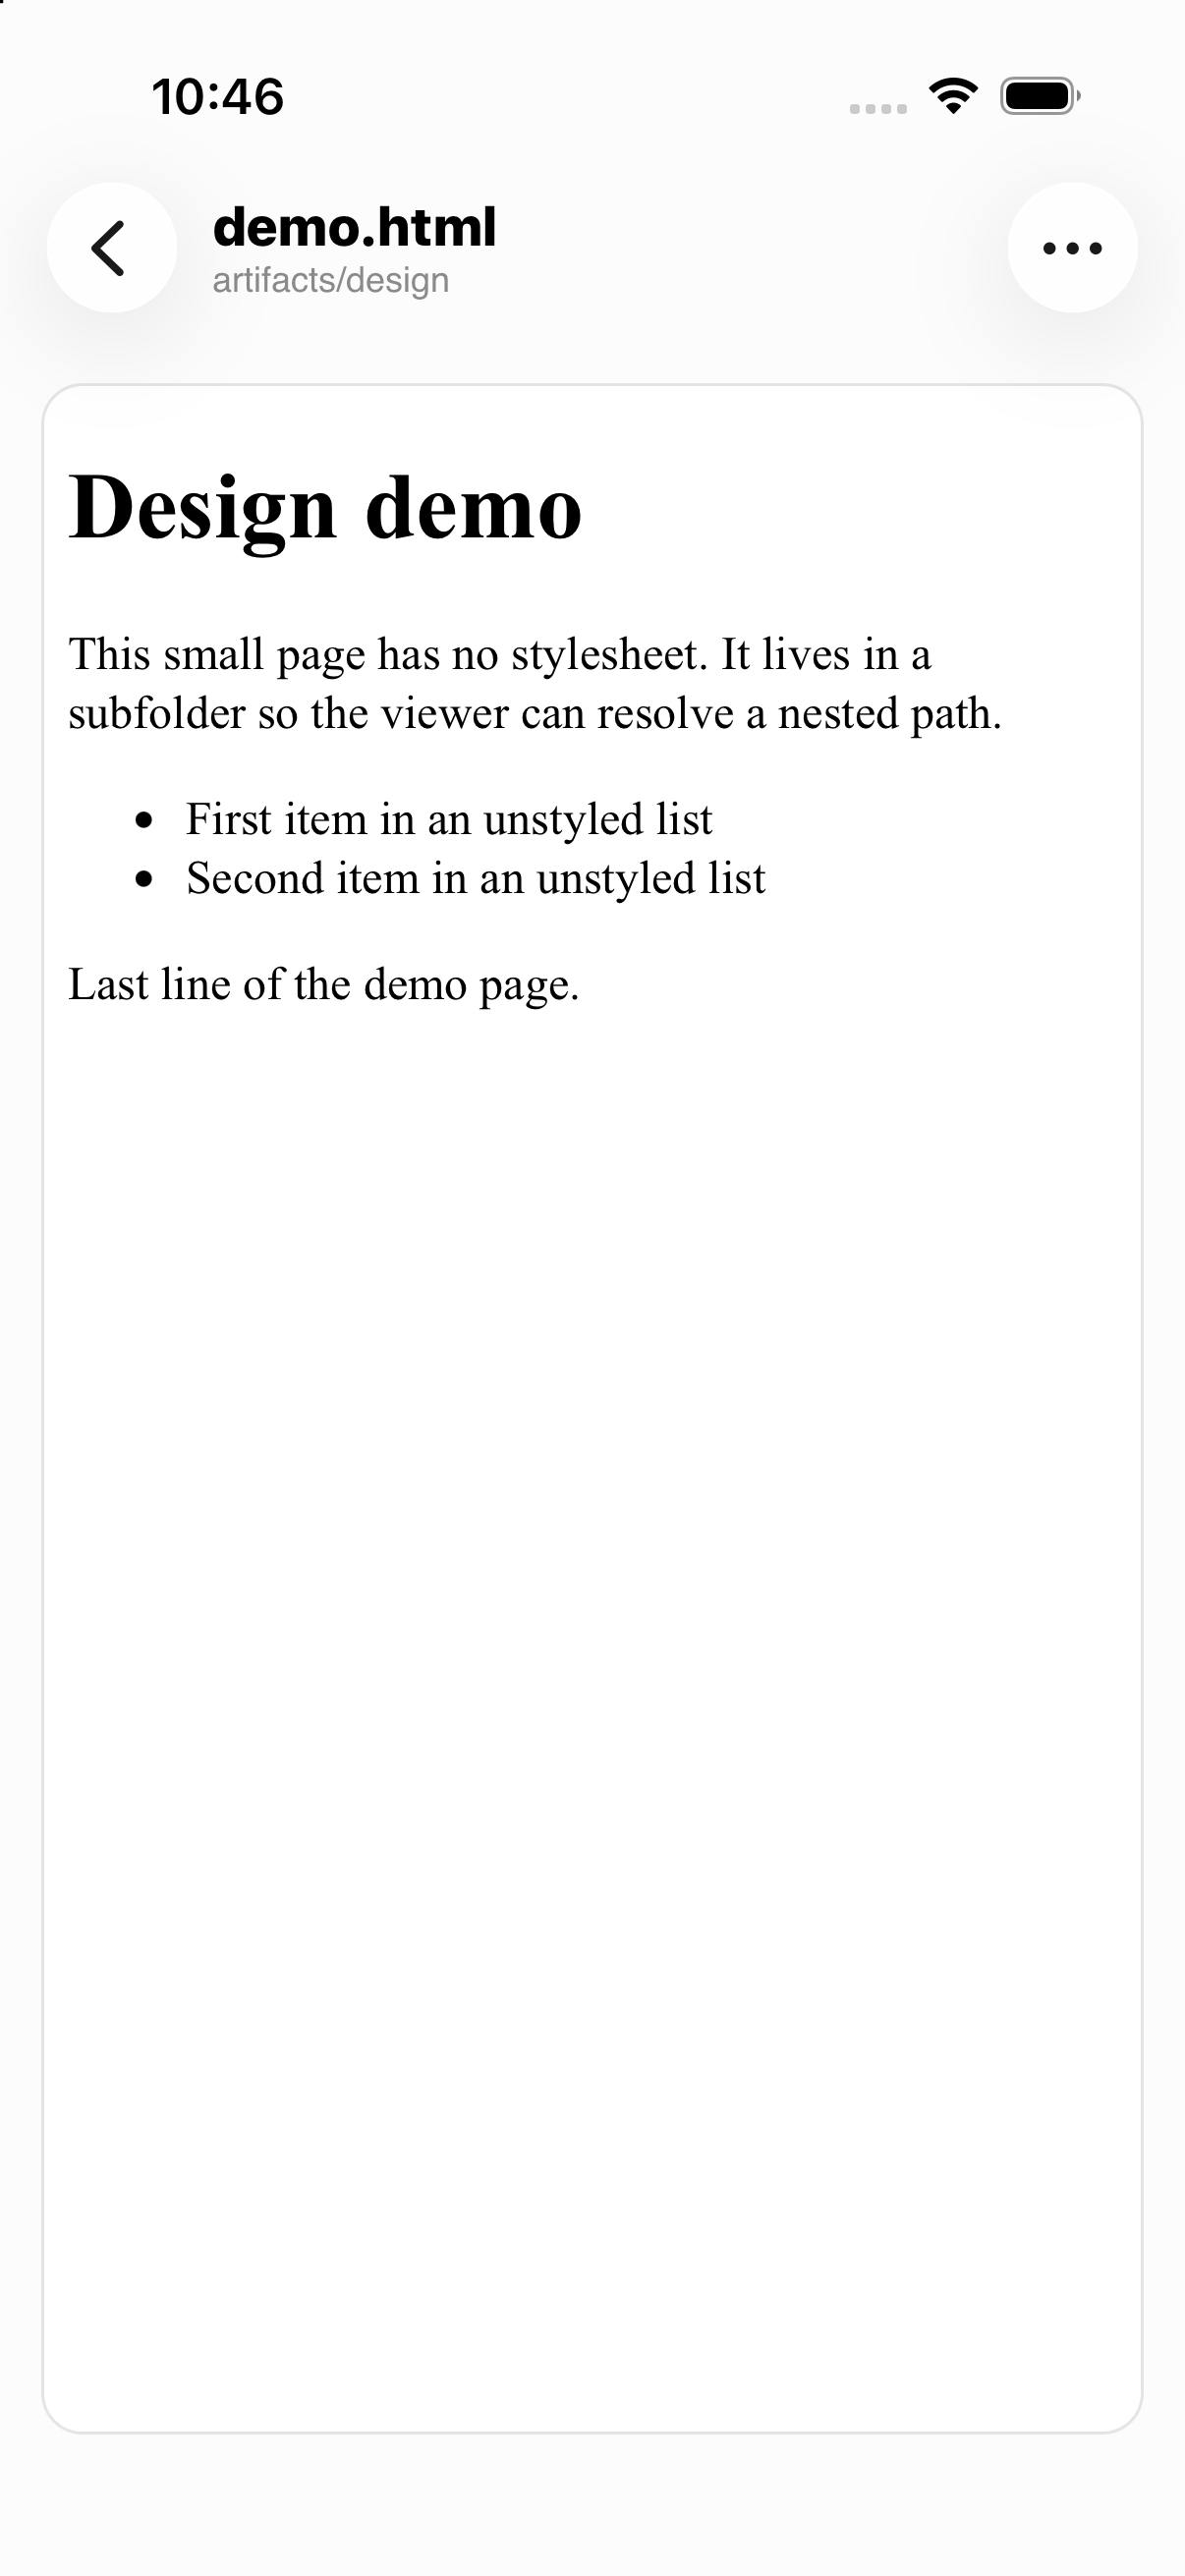 10:46
demo.html
artifacts/design
Design demo
This small page has no stylesheet. It lives in a
subfolder so the viewer can resolve a nested path.
First item in an unstyled list
Second item in an unstyled list
Last line of the demo page.